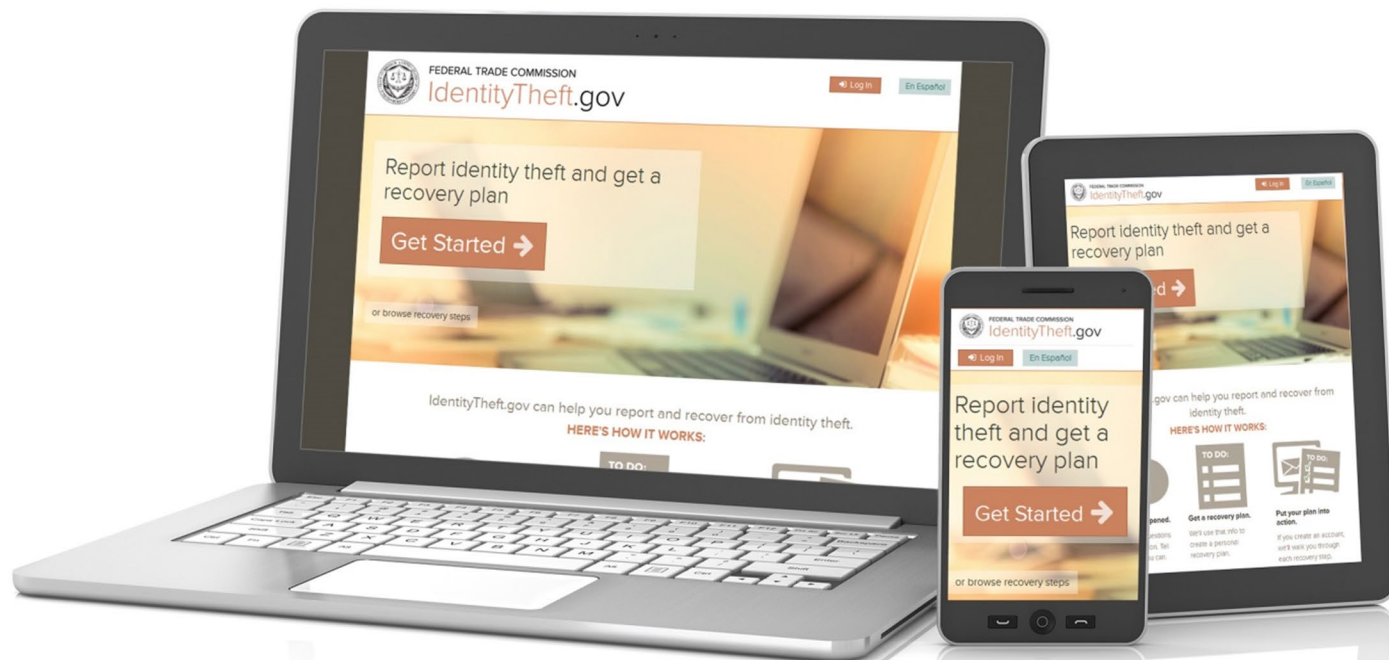 FEDERAL TRADE COMMISSION
IdentityTheft.gov
Log In
En Español
Report identity theft and get a
recovery plan
Get Started
or browse recovery steps
IdentityTheft.gov can help you report and recover from identity theft.
HERE'S HOW IT WORKS:
TO DO:
FEDERAL TRADE COMMISSION
IdentityTheft.gov
Log In
En Español
Report identity
theft and get a
recovery plan
Get Started
or browse recovery steps
FEDERAL TRADE COMMISSION
IdentityTheft.gov
Log In
En Español
Report identity theft and get a
recovery plan
.gov can help you report and recover from
identity theft.
HERE'S HOW IT WORKS:
TO DO:
TO DO:
Get a recovery plan.
We'll use that info to
create a personal
recovery plan.
Put your plan into
action.
If you create an account,
we'll walk you through
each recovery step,